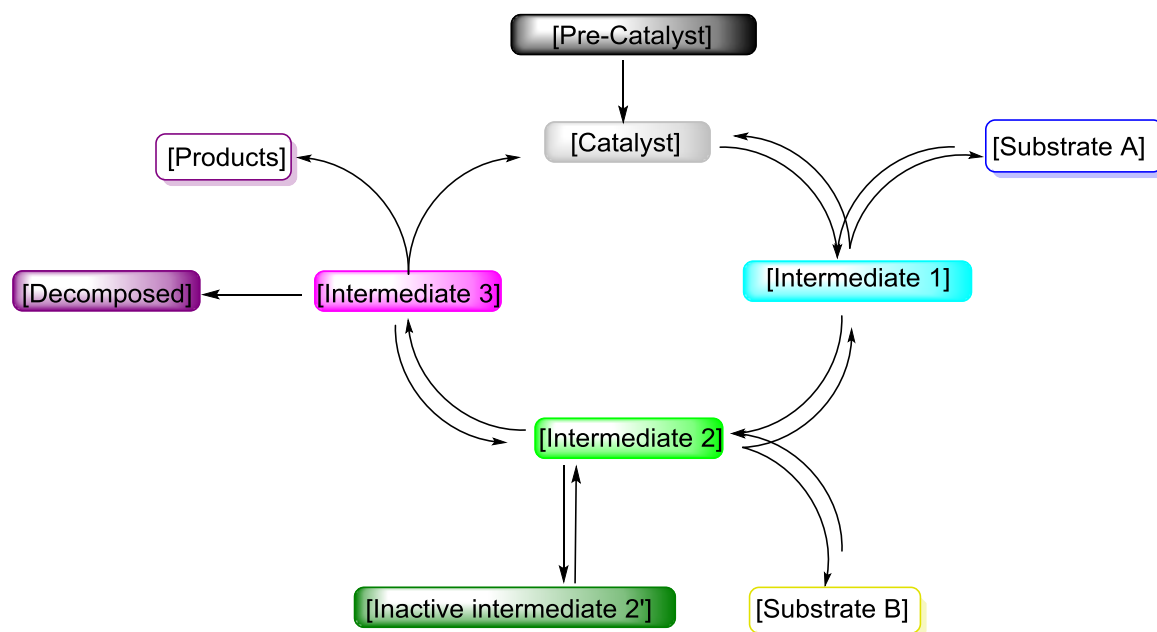 [Pre-Catalyst]
[Catalyst]
[Products]
[Substrate A]
[Decomposed]
[Intermediate 3]
[Intermediate 1]
[Intermediate 2]
[Inactive intermediate 2']
[Substrate B]